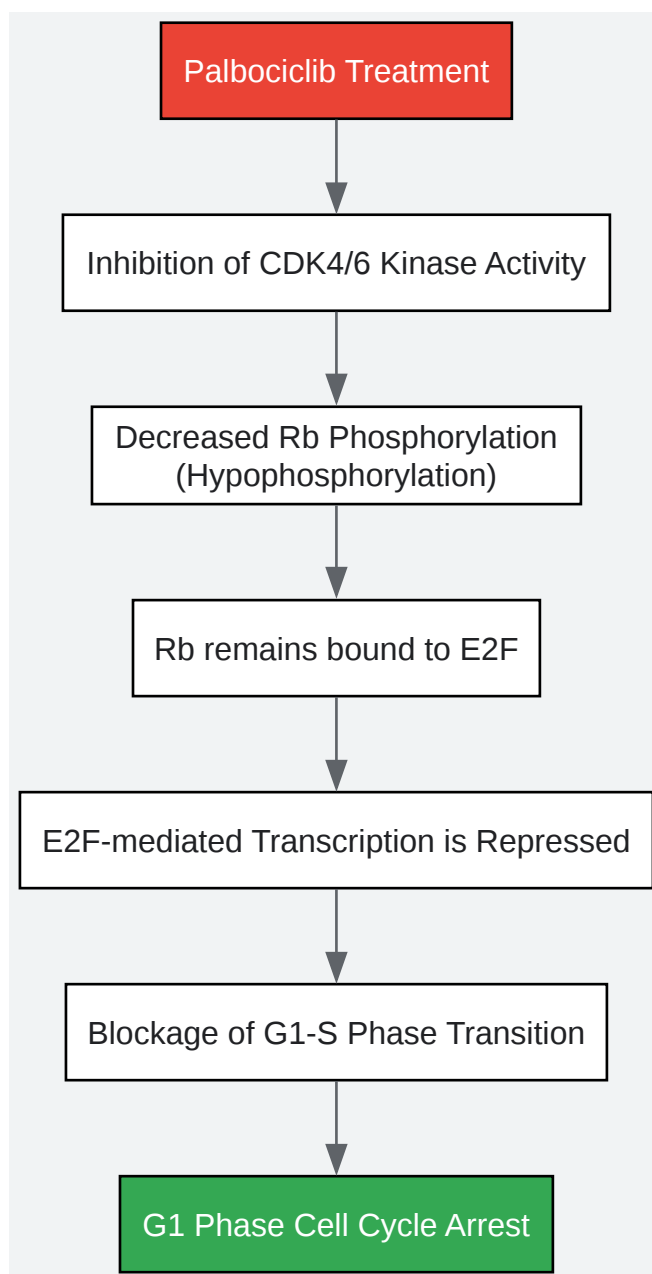 Palbociclib Treatment
Inhibition of CDK4/6 Kinase Activity
Decreased Rb Phosphorylation
(Hypophosphorylation)
Rb remains bound to E2F
E2F-mediated Transcription is Repressed
Blockage of G1-S Phase Transition
G1 Phase Cell Cycle Arrest